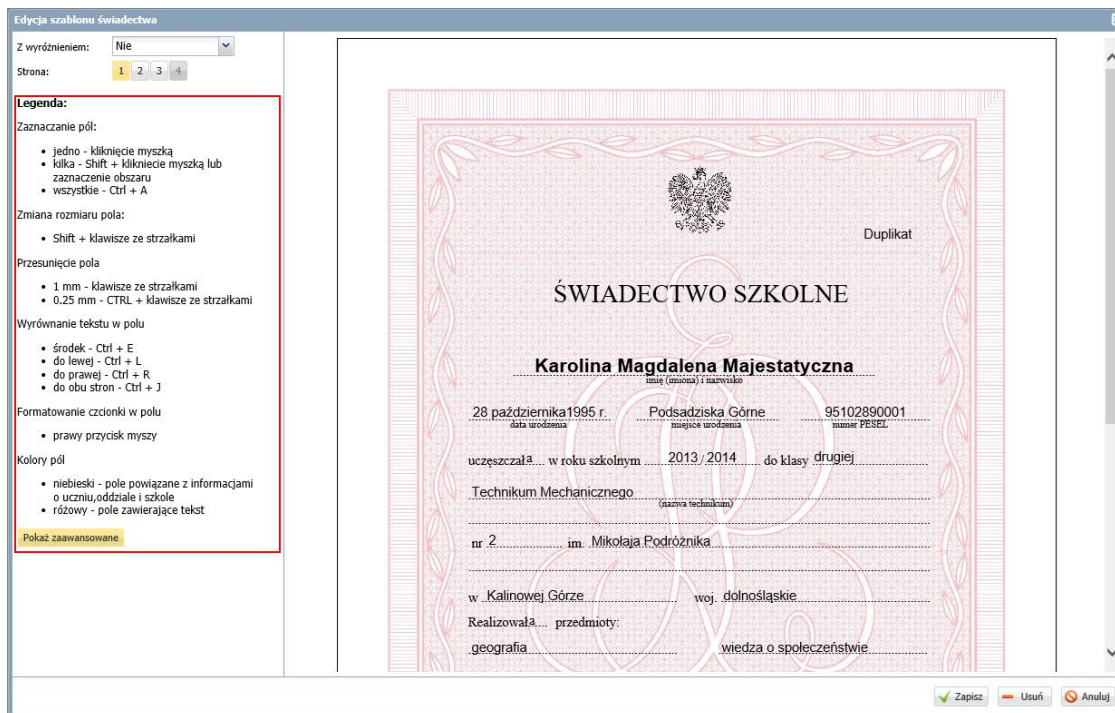 Edycja szablonu świadectwa
Z wyróżnieniem: Nie
Strona: 1 2 3 4
Legenda:
Zaznaczanie pól:
• jedno - kliknięcie myszką
• kilka - Shift + klikniecie myszką lub
zaznaczenie obszaru
• wszystkie - Ctrl + A
Zmiana rozmiaru pola:
• Shift + klawisze ze strzałkami
Przesunięcie pola
• 1 mm - klawisze ze strzałkami
• 0.25 mm - CTRL + klawisze ze strzałkami
Wyrównanie tekstu w polu
• środek - Ctrl + E
• do lewej - Ctrl + L
• do prawej - Ctrl + R
• do obu stron - Ctrl + J
Formatowanie czcionki w polu
• prawy przycisk myszy
Kolory pól
• niebieski - pole powiązane z informacjami
o uczniu,oddziale i szkole
• różowy - pole zawierające tekst
Pokaż zaawansowane
Duplikat
ŚWIADECTWO SZKOLNE
Karolina Magdalena Majestatyczna
imię (imiona) i nazwisko
28 października1995 r. Podsadziska Górne 95102890001
data urodzenia miejsce urodzenia numer PESEL
uczęszczała w roku szkolnym 2013 / 2014 do klasy drugiej
Technikum Mechanicznego
(nazwa technikum)
nr 2 im. Mikołaja Podróżnika
w Kalinowej Górze woj. dolnośląskie
Realizowała przedmioty:
geografia wiedza o społeczeństwie
Zapisz Usuń Anuluj